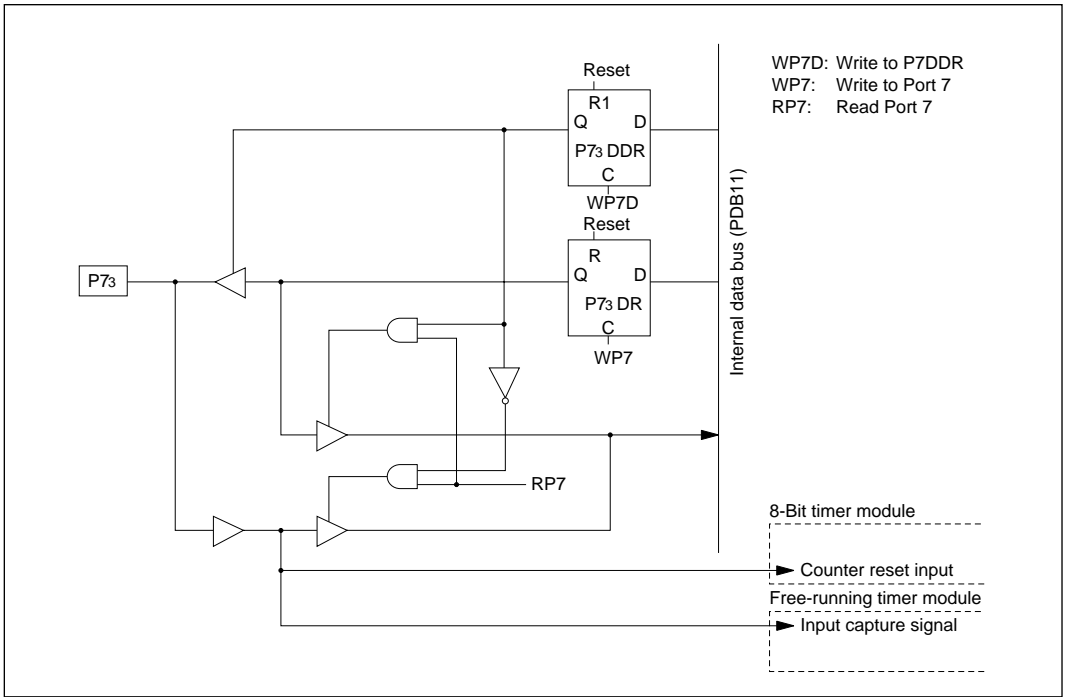 WP7D: Write to P7DDR
WP7: Write to Port 7
RP7: Read Port 7
Reset
R1
Q D
P73 DDR
C
WP7D
Reset
R
Q D
P73 DR
C
WP7
P73
Internal data bus (PDB11)
RP7
8-Bit timer module
Counter reset input
Free-running timer module
Input capture signal